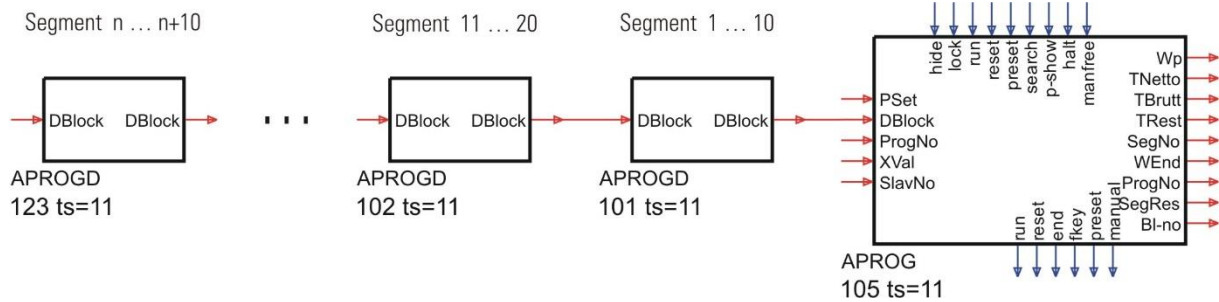 Segment n … n+10
Segment 11 … 20
Segment 1 … 10
DBlock DBlock
APROGD
123 ts=11
. . .
DBlock DBlock
APROGD
102 ts=11
DBlock DBlock
APROGD
101 ts=11
hide
lock
run
reset
preset
search
p-show
halt
manfree
PSet
DBlock
ProgNo
XVal
SlavNo
Wp
TNetto
TBrutt
TRest
SegNo
WEnd
ProgNo
SegRes
Bl-no
run
reset
end
fkey
preset
manual
APROG
105 ts=11